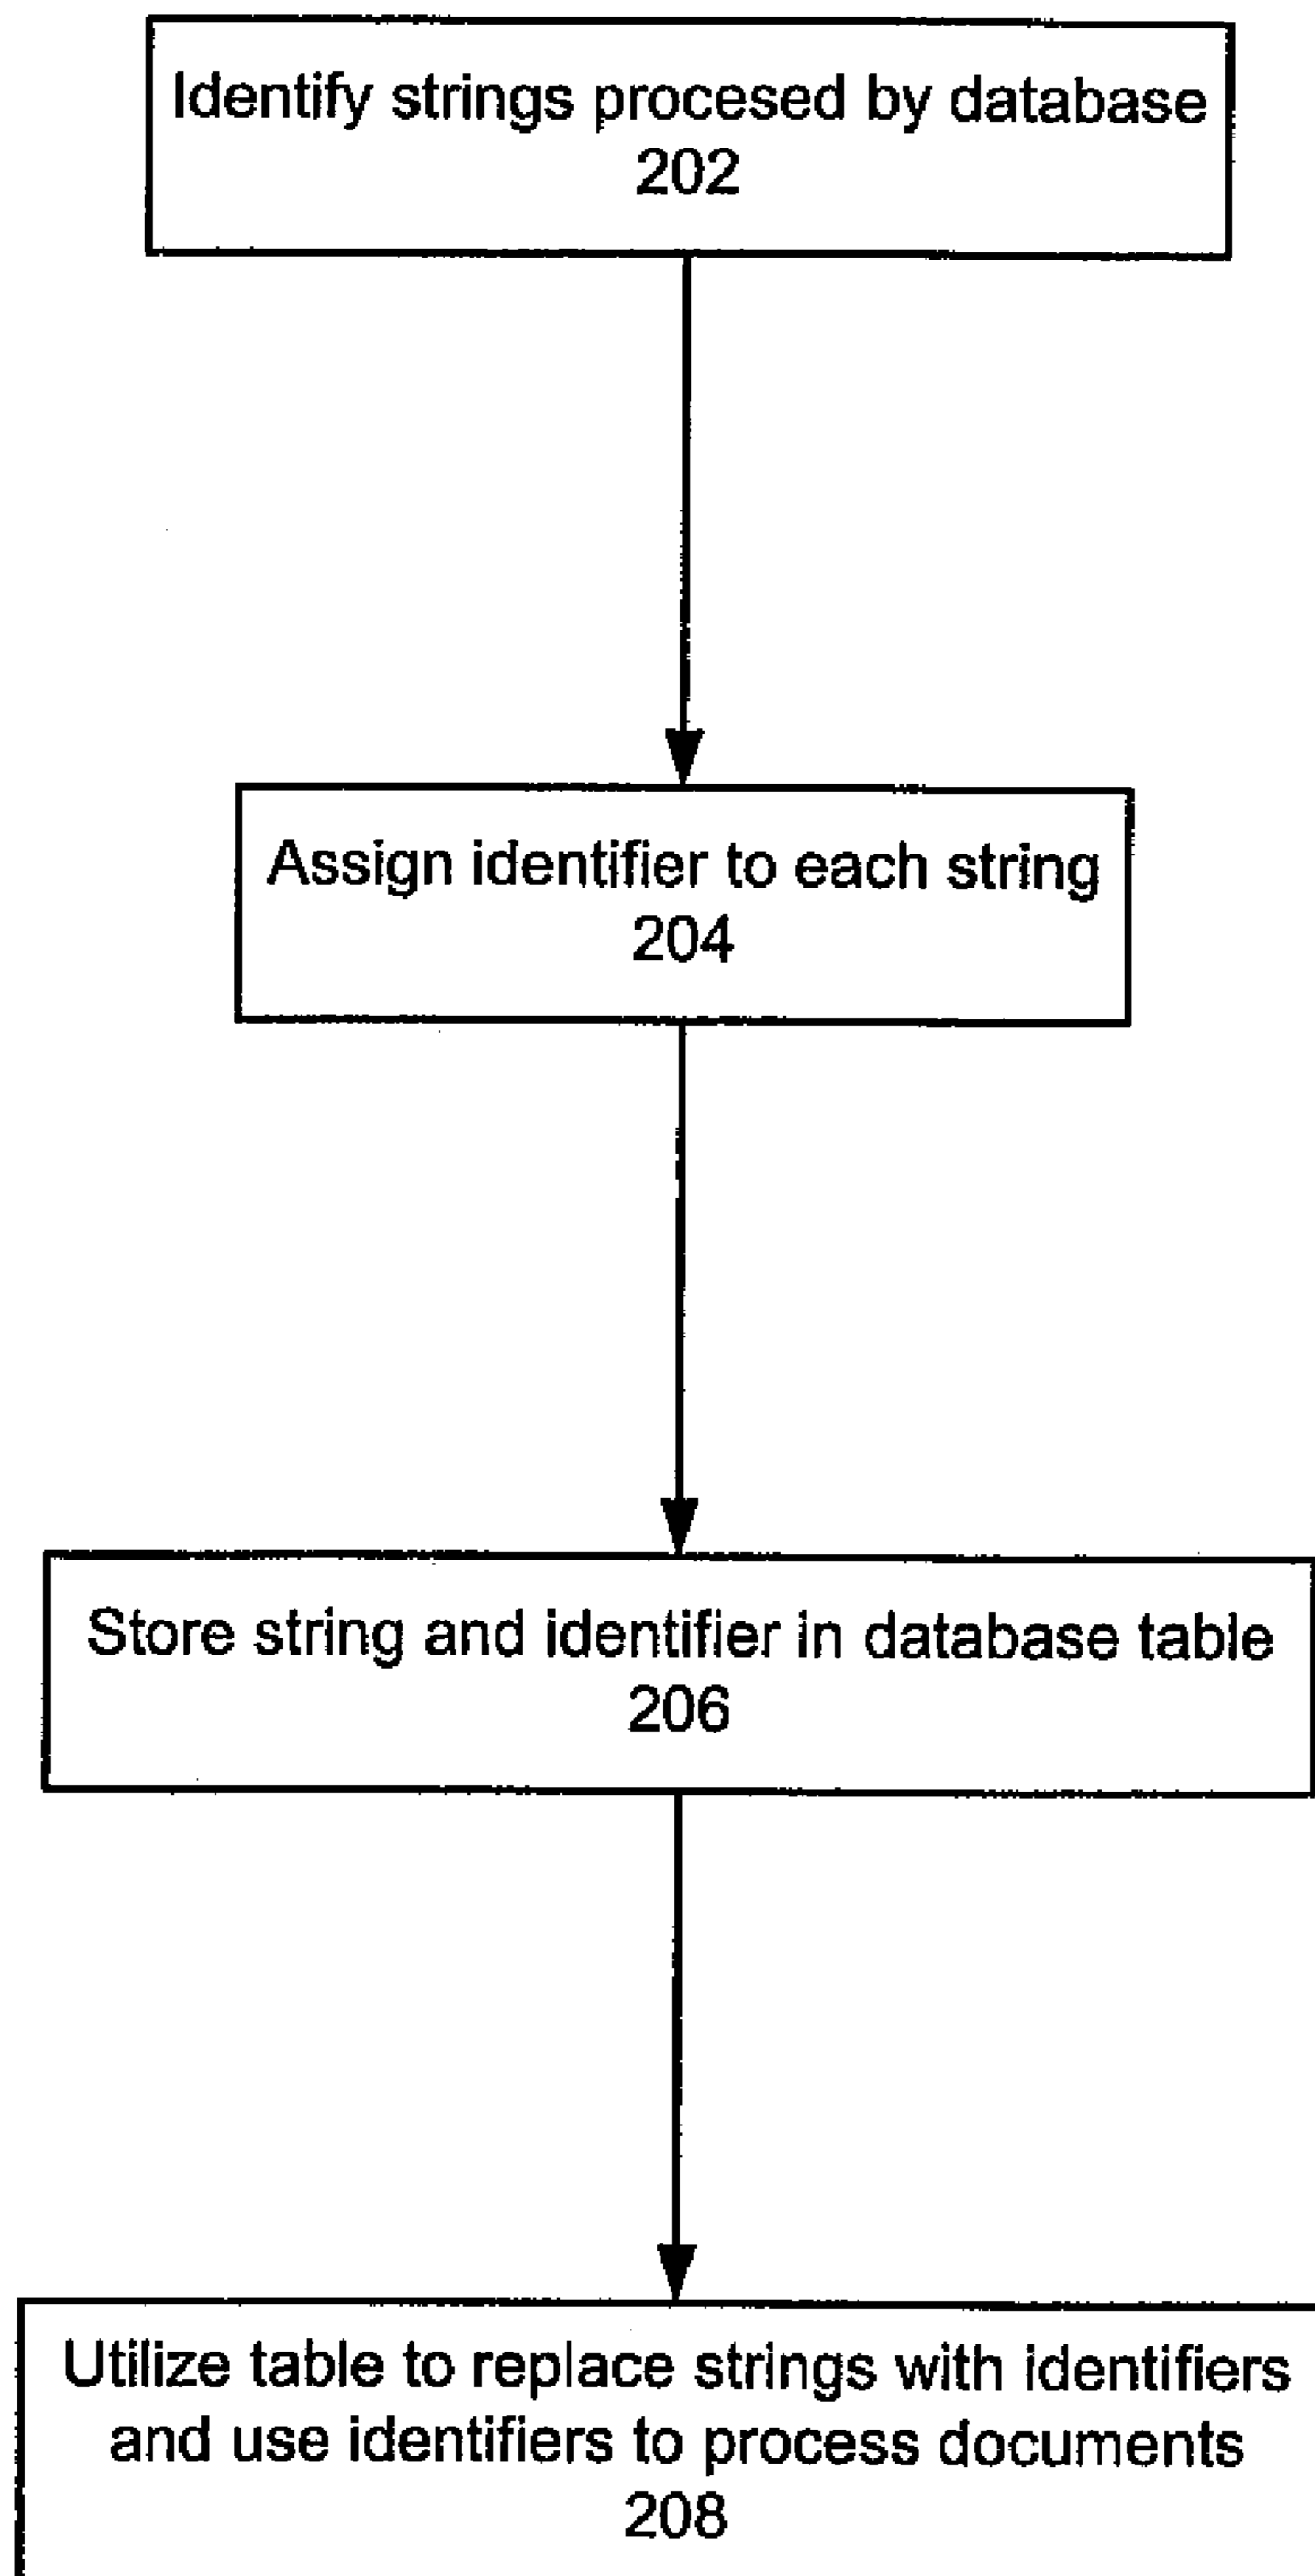 Identify strings procesed by database
202
Assign identifier to each string
204
Store string and identifier in database table
206
Utilize table to replace strings with identifiers
and use identifiers to process documents
208